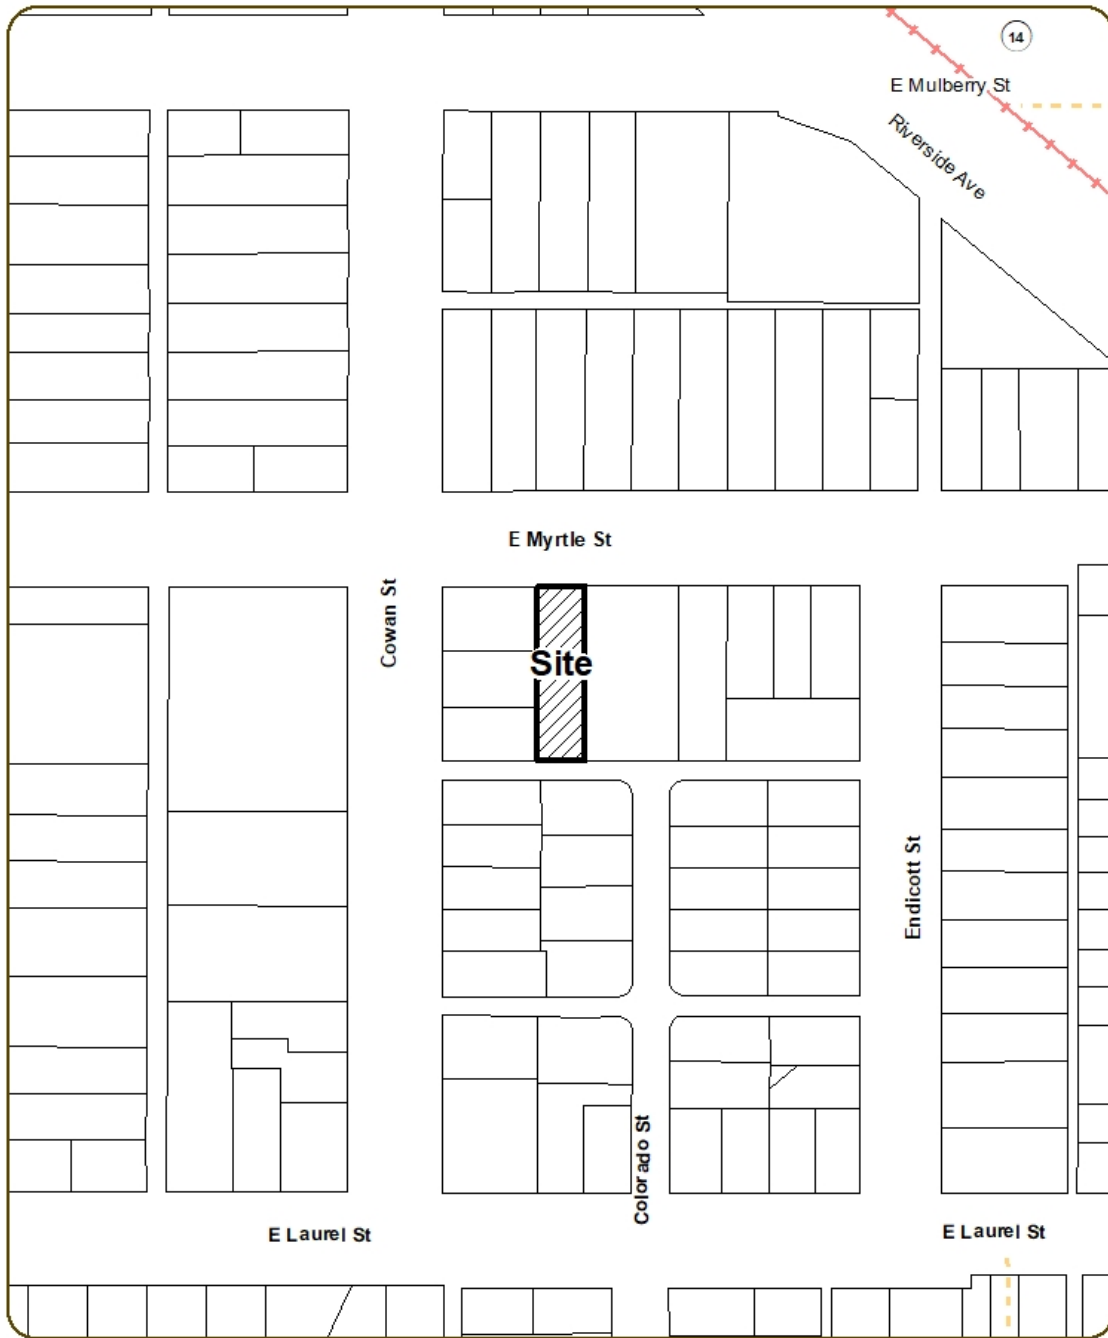 14
E Mulberry St
Riverside Ave
E Myrtle St
Cowan St
Site
Endicott St
Colorado St
E Laurel St
E Laurel St